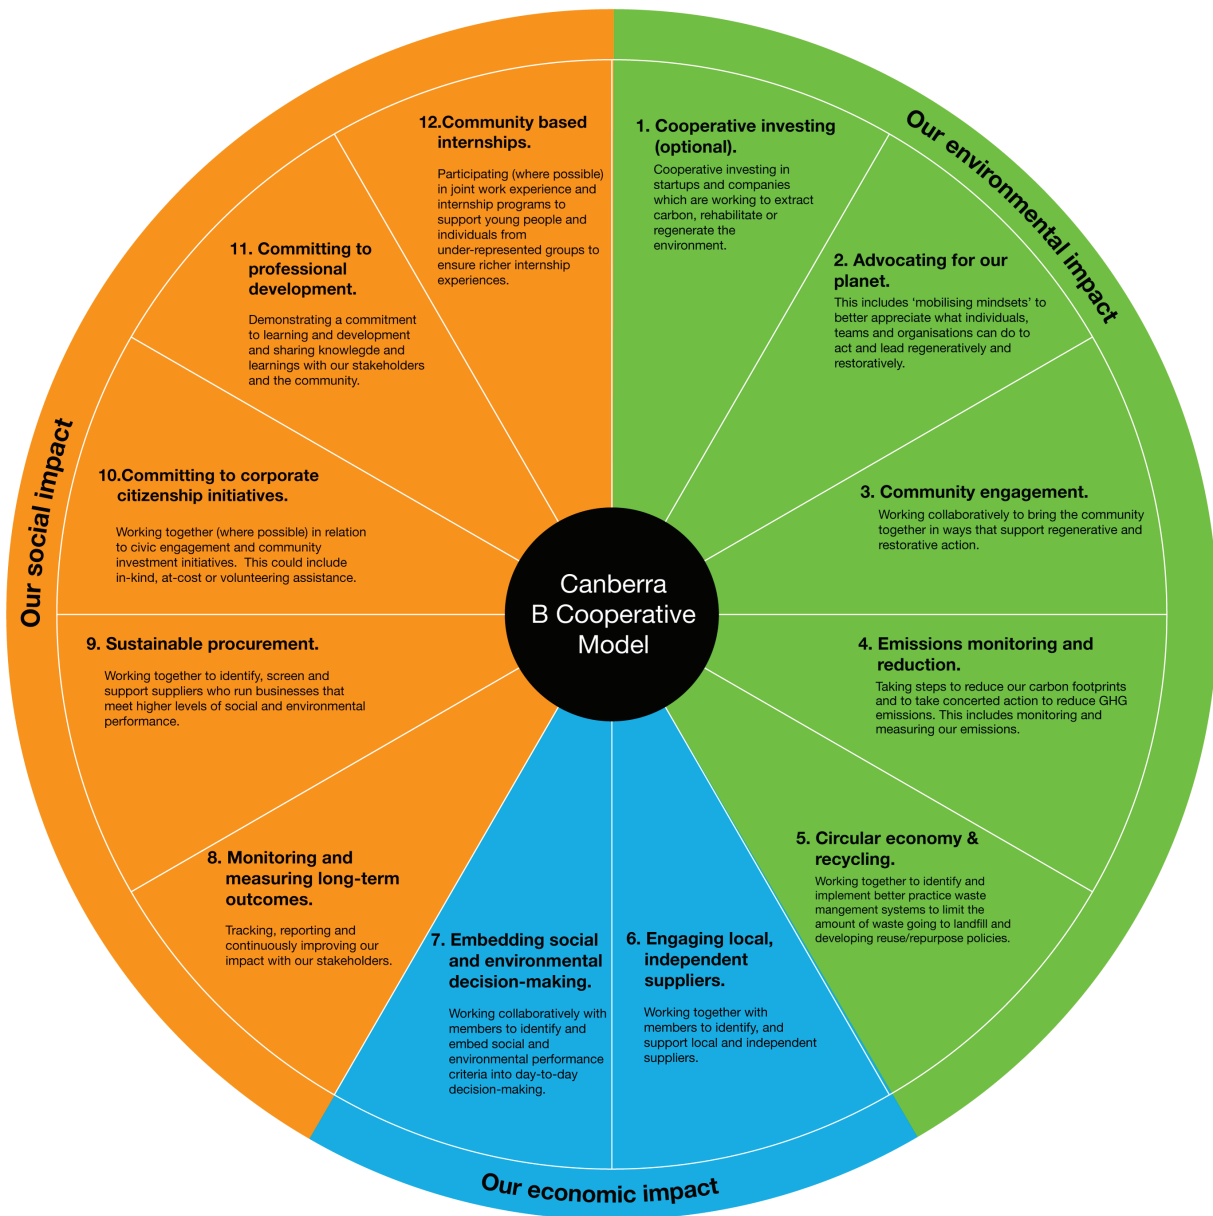 Canberra
B Cooperative
Model
Our environmental impact
1. Cooperative investing
(optional).
Cooperative investing in
startups and companies
which are working to extract
carbon, rehabilitate or
regenerate the
environment.
2. Advocating for our
planet.
This includes ‘mobilising mindsets’ to
better appreciate what individuals,
teams and organisations can do to
act and lead regeneratively and
restoratively.
3. Community engagement.
Working collaboratively to bring the community
together in ways that support regenerative and
restorative action.
4. Emissions monitoring and
reduction.
Taking steps to reduce our carbon footprints
and to take concerted action to reduce GHG
emissions. This includes monitoring and
measuring our emissions.
5. Circular economy &
recycling.
Working together to identify and
implement better practice waste
mangement systems to limit the
amount of waste going to landfill and
developing reuse/repurpose policies.
Our economic impact
6. Engaging local,
independent
suppliers.
Working together with
members to identify, and
support local and independent
suppliers.
7. Embedding social
and environmental
decision-making.
Working collaboratively with
members to identify and
embed social and
environmental performance
criteria into day-to-day
decision-making.
Our social impact
8. Monitoring and
measuring long-term
outcomes.
Tracking, reporting and
continuously improving our
impact with our stakeholders.
9. Sustainable procurement.
Working together to identify, screen and
support suppliers who run businesses that
meet higher levels of social and environmental
performance.
10.Committing to corporate
citizenship initiatives.
Working together (where possible) in relation
to civic engagement and community
investment initiatives.  This could include
in-kind, at-cost or volunteering assistance.
11. Committing to
professional
development.
Demonstrating a commitment
to learning and development
and sharing knowlegde and
learnings with our stakeholders
and the community.
12.Community based
internships.
Participating (where possible)
in joint work experience and
internship programs to
support young people and
individuals from
under-represented groups to
ensure richer internship
experiences.